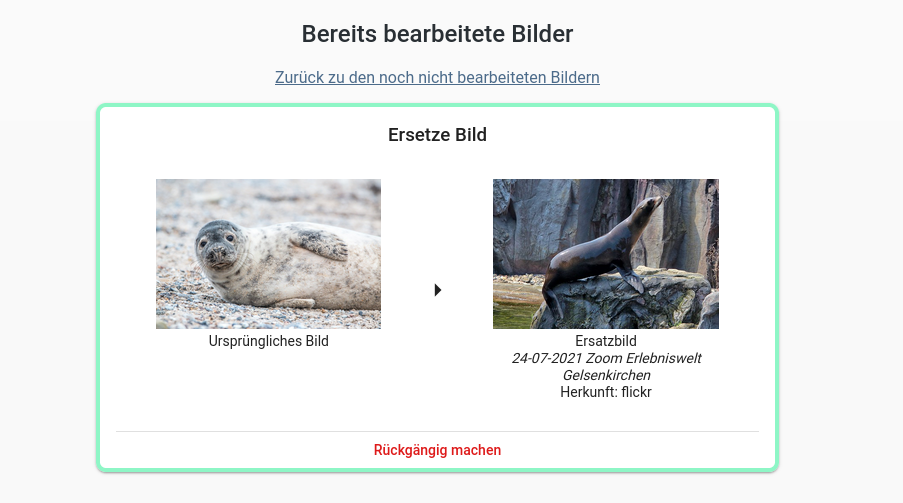 Bereits bearbeitete Bilder
Zurück zu den noch nicht bearbeiteten Bildern
Ersetze Bild
Ursprüngliches Bild
Ersatzbild
24-07-2021 Zoom Erlebniswelt
Gelsenkirchen
Herkunft: flickr
Rückgängig machen